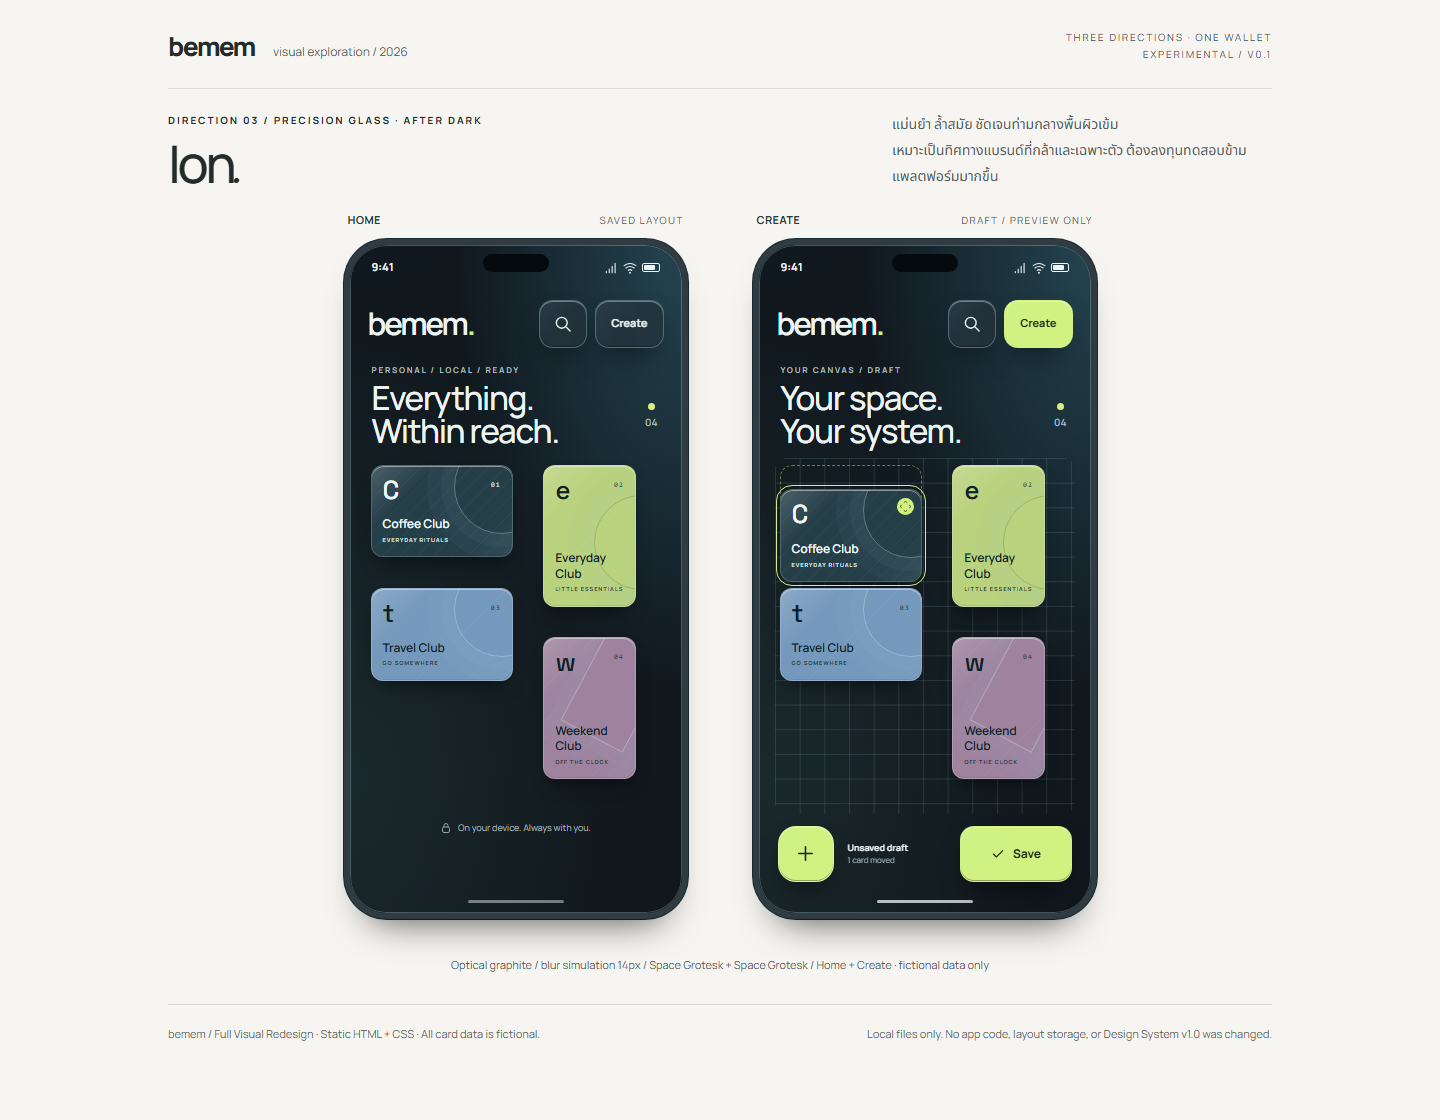 bemem visual exploration / 2026
THREE DIRECTIONS · ONE WALLET
EXPERIMENTAL / V0.1
DIRECTION 03 / PRECISION GLASS · AFTER DARK
lon.
แม่นยำ ล้ำสมัย ชัดเจนท่ามกลางพื้นผิวเข้ม
เหมาะเป็นทิศทางแบรนด์ที่กล้าและเฉพาะตัว ต้องลงทุนทดสอบข้าม
แพลตฟอร์มมากขึ้น
HOME
SAVED LAYOUT
9:41
bemem.
Create
PERSONAL / LOCAL / READY
Everything.
Within reach.
04
C
01
Coffee Club
EVERYDAY RITUALS
e
02
Everyday
Club
LITTLE ESSENTIALS
t
03
Travel Club
GO SOMEWHERE
w
04
Weekend
Club
OFF THE CLOCK
On your device. Always with you.
CREATE
DRAFT / PREVIEW ONLY
9:41
bemem.
Create
YOUR CANVAS / DRAFT
Your space.
Your system.
04
C
Coffee Club
EVERYDAY RITUALS
e
02
Everyday
Club
LITTLE ESSENTIALS
t
03
Travel Club
GO SOMEWHERE
w
04
Weekend
Club
OFF THE CLOCK
Unsaved draft
1 card moved
Save
Optical graphite / blur simulation 14px / Space Grotesk + Space Grotesk / Home + Create · fictional data only
bemem / Full Visual Redesign · Static HTML + CSS · All card data is fictional.
Local files only. No app code, layout storage, or Design System v1.0 was changed.